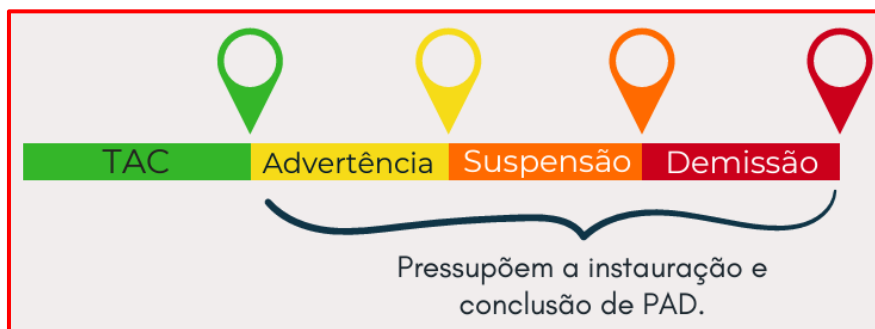 TAC
Advertência
Suspensão
Demissão
Pressupõem a instauração e
conclusão de PAD.